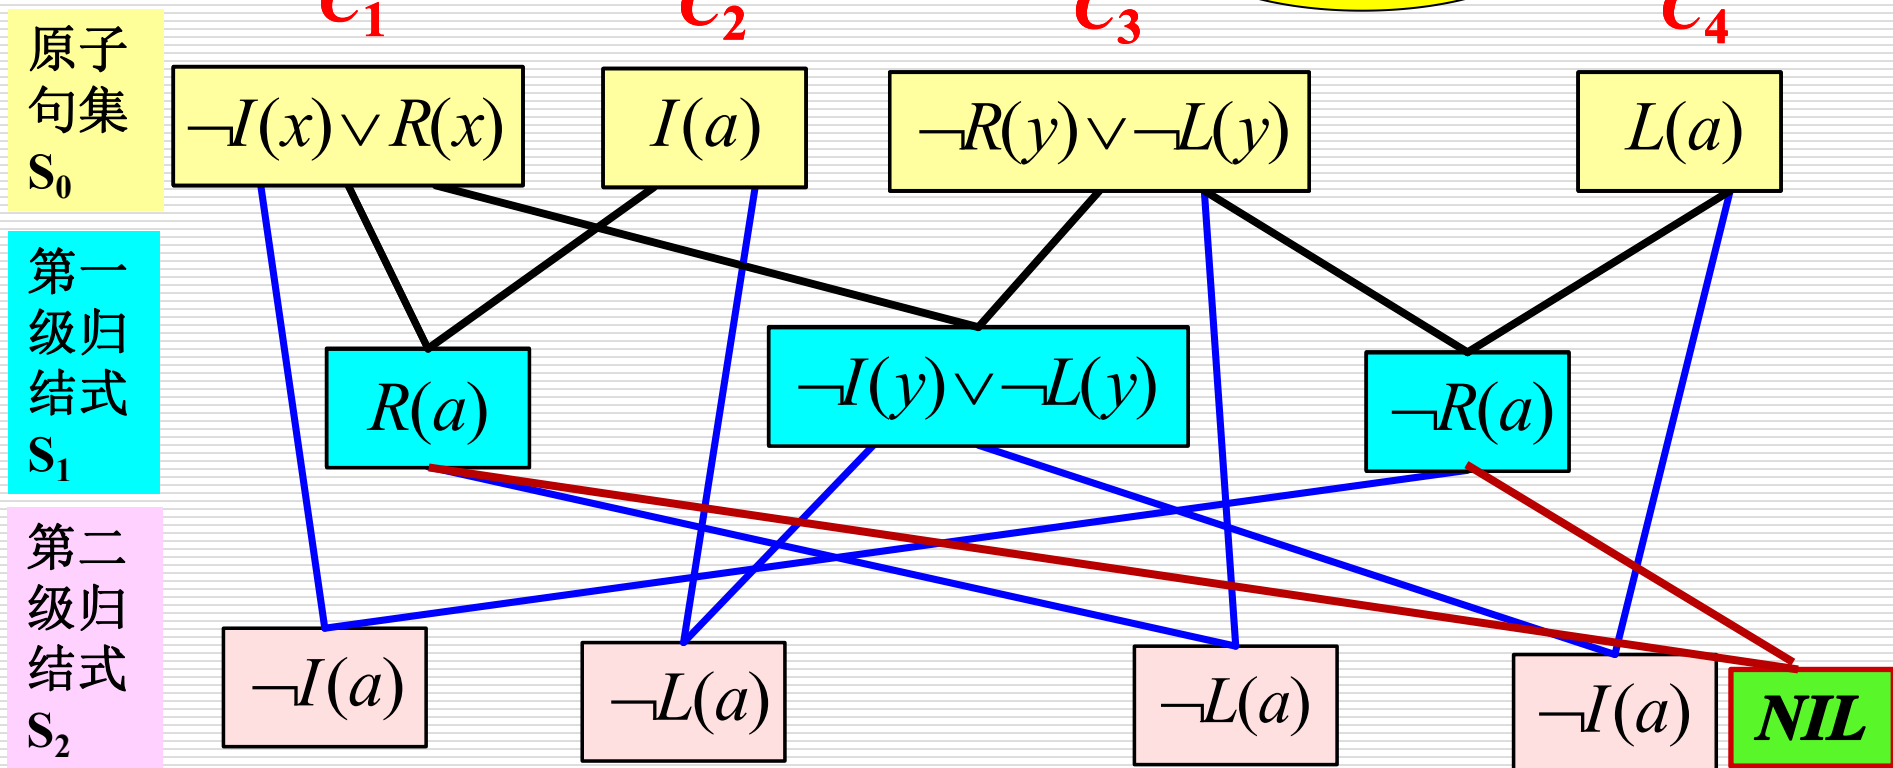 C₁ C₂ C₃ C₄
原子
句集
S₀
¬I(x)∨R(x) I(a) ¬R(y)∨¬L(y) L(a)
第一
级归
结式
S₁
R(a) ¬I(y)∨¬L(y) ¬R(a)
第二
级归
结式
S₂
¬I(a) ¬L(a) ¬L(a) ¬I(a) NIL